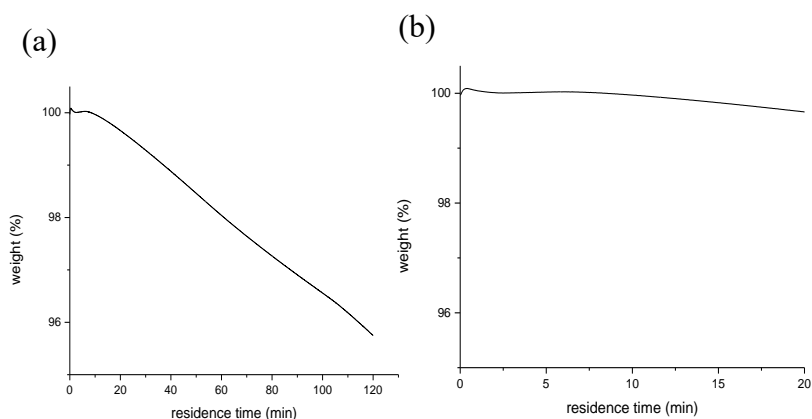 (a)
100
98
96
weight (%)
0 20 40 60 80 100 120
residence time (min)
(b)
100
98
96
weight (%)
0 5 10 15 20
residence time (min)